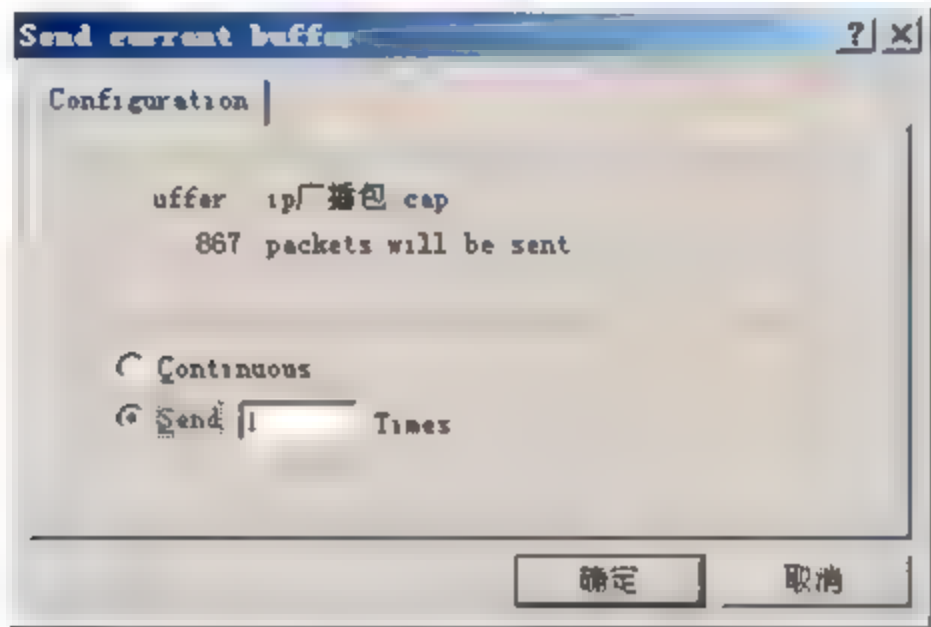 Send current buffer
? ×
Configuration
uffer ip广播包 cap
867 packets will be sent
Continuous
Send 1 Times
确定 取消